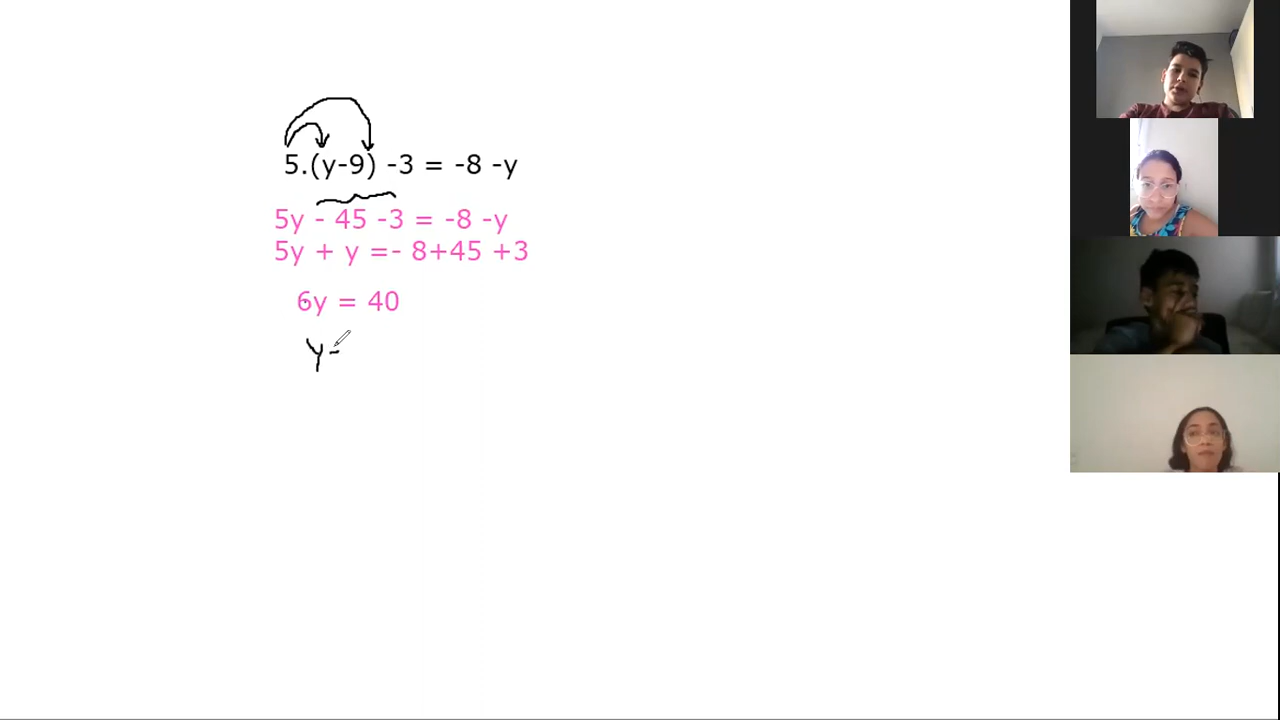 5.(y-9) -3 = -8 -y
5y - 45 -3 = -8 -y
5y + y =- 8+45 +3
6y = 40
y=